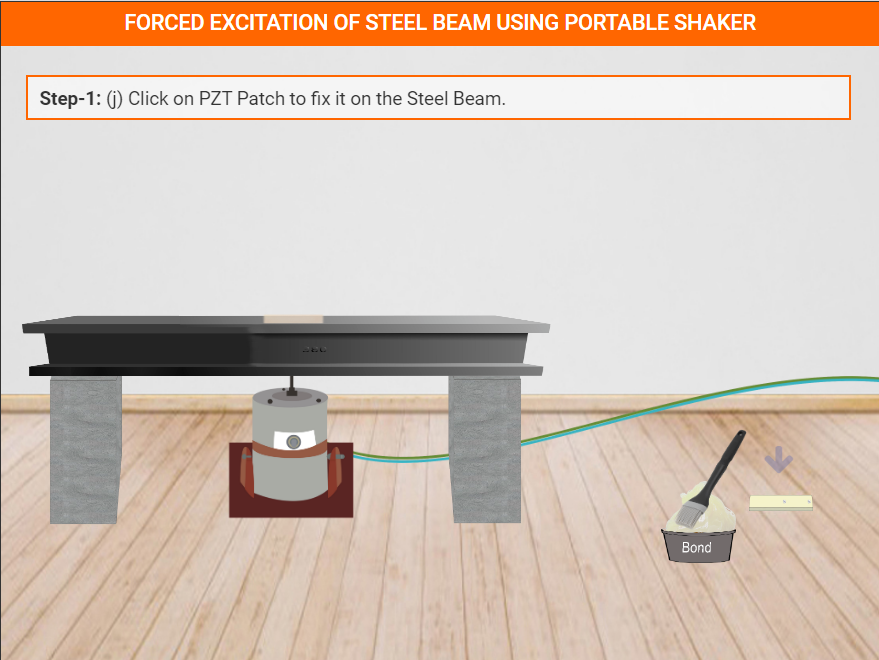 FORCED EXCITATION OF STEEL BEAM USING PORTABLE SHAKER
Step-1: (j) Click on PZT Patch to fix it on the Steel Beam.
Bond